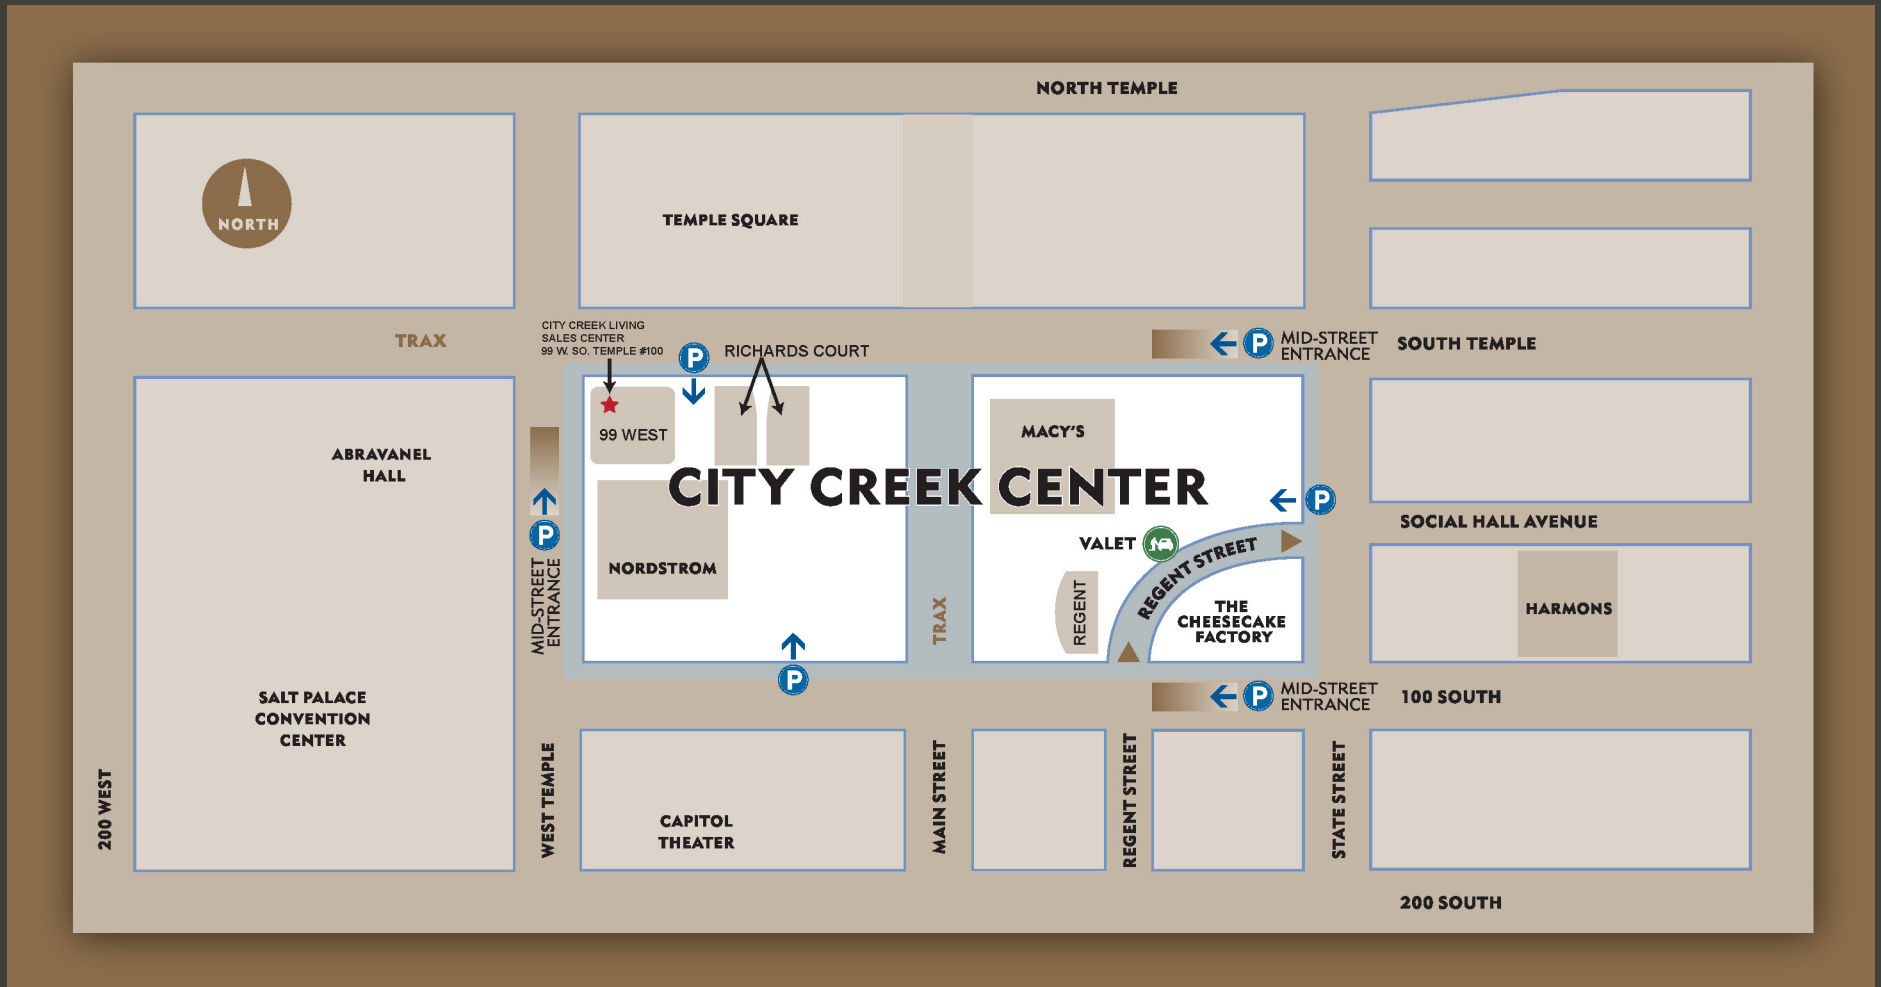 NORTH TEMPLE
NORTH
TEMPLE SQUARE
TRAX
CITY CREEK LIVING
SALES CENTER
99 W. SO. TEMPLE #100
P
RICHARDS COURT
P
MID-STREET
ENTRANCE
SOUTH TEMPLE
ABRAVANEL
HALL
99 WEST
MACY'S
CITY CREEK CENTER
P
P
MID-STREET
ENTRANCE
SOCIAL HALL AVENUE
VALET
REGENT STREET
NORDSTROM
TRAX
REGENT
THE
CHEESECAKE
FACTORY
HARMONS
P
P
MID-STREET
ENTRANCE
100 SOUTH
SALT PALACE
CONVENTION
CENTER
200 WEST
WEST TEMPLE
CAPITOL
THEATER
MAIN STREET
REGENT STREET
STATE STREET
200 SOUTH